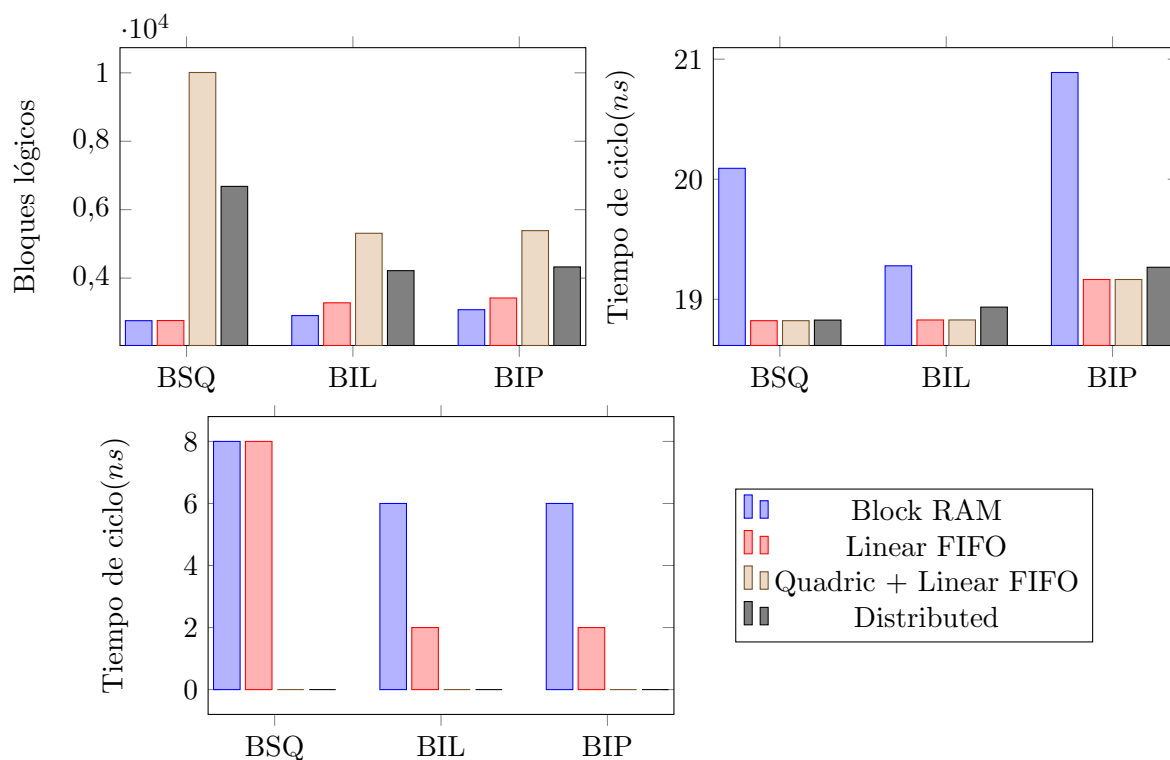 ·10⁴
1
0,8
0,6
0,4
Bloques lógicos
BSQ BIL BIP
21
20
19
Tiempo de ciclo(ns)
BSQ BIL BIP
8
6
4
2
0
Tiempo de ciclo(ns)
BSQ BIL BIP
Block RAM
Linear FIFO
Quadric + Linear FIFO
Distributed